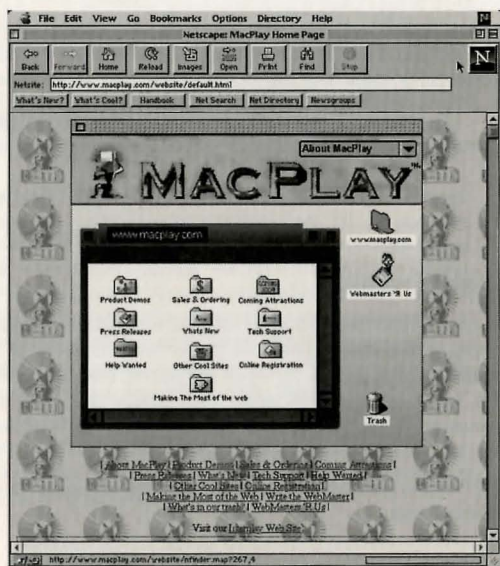 File Edit View Go Bookmarks Options Directory Help
Netscape: MacPlay Home Page
Back Forward Home Reload Images Open Print Find Stop
N
Netsite: http://www.macplay.com/website/default.html
What's New? What's Cool? Handbook Net Search Net Directory Newsgroups
About MacPlay
MACPLAY™
www.macplay.com
www.macplay.com
Product Demos Sales & Ordering Coming Attractions
Webmasters 'R Us
Press Releases Whats New Tech Support
Help Wanted Other Cool Sites Online Registration
Making The Most of the web
Trash
| About MacPlay | Product Demos | Sales & Ordering | Coming Attractions |
| Press Releases | What's New | Tech Support | Help Wanted |
| Other Cool Sites | Online Registration |
| Making the Most of the Web | Write the WebMaster |
| What's in our trash? | WebMasters 'R Us |
Visit our Interplay Web Site!
http://www.macplay.com/website/nfinder.map?267,4